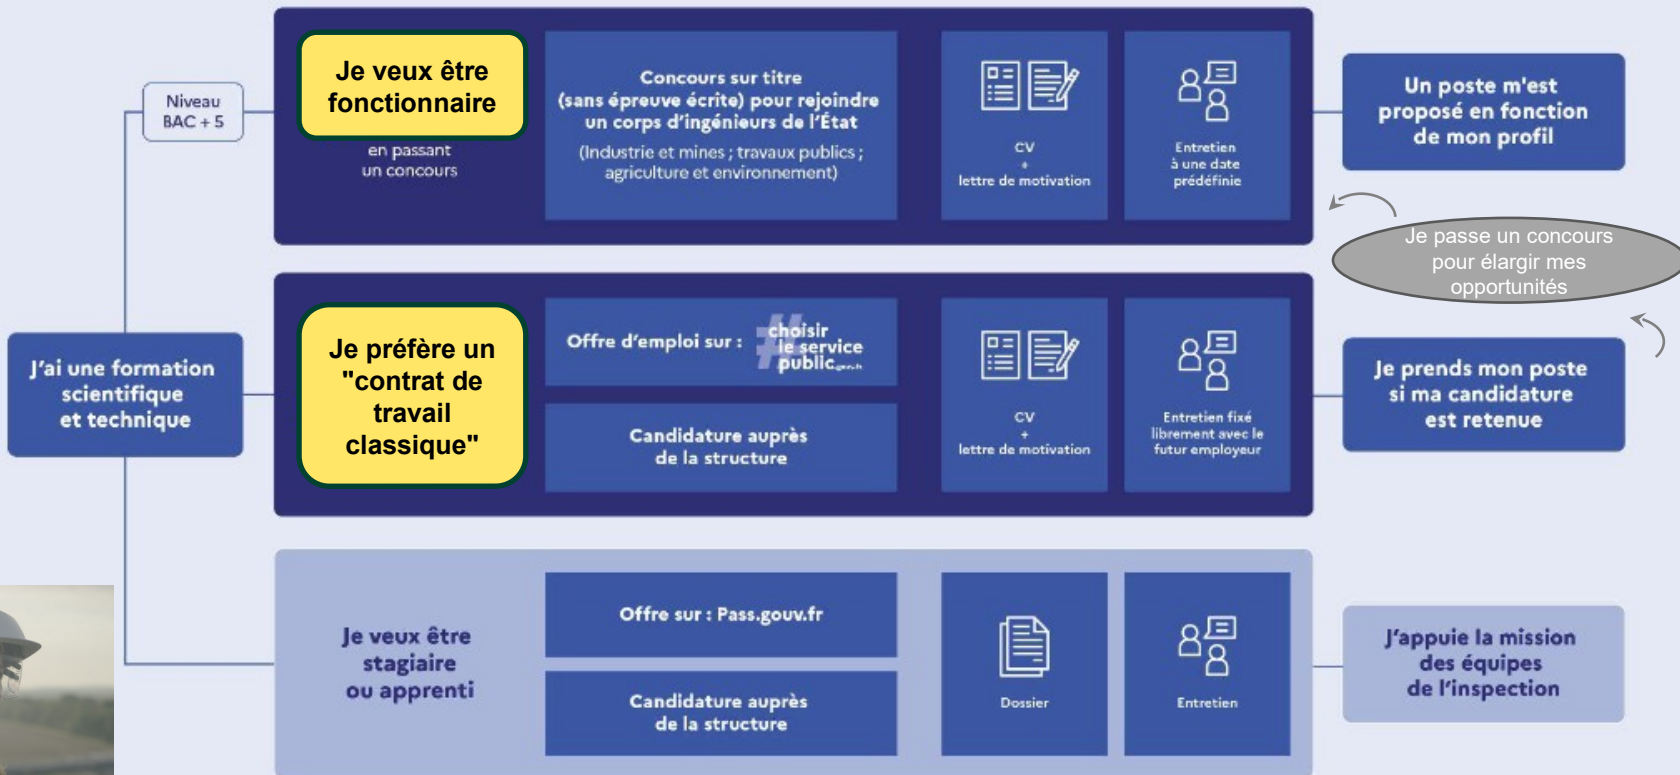 Niveau
BAC + 5
J'ai une formation
scientifique
et technique
Je veux être
fonctionnaire
en passant
un concours
Concours sur titre
(sans épreuve écrite) pour rejoindre
un corps d'ingénieurs de l'État
(Industrie et mines ; travaux publics ;
agriculture et environnement)
CV
+
lettre de motivation
Entretien
à une date
prédéfinie
Un poste m'est
proposé en fonction
de mon profil
Je passe un concours
pour élargir mes
opportunités
Je préfère un
"contrat de
travail
classique"
Offre d'emploi sur :
#choisir
le service
public.gouv.fr
Candidature auprès
de la structure
CV
+
lettre de motivation
Entretien fixé
librement avec le
futur employeur
Je prends mon poste
si ma candidature
est retenue
Je veux être
stagiaire
ou apprenti
Offre sur : Pass.gouv.fr
Candidature auprès
de la structure
Dossier
Entretien
J'appuie la mission
des équipes
de l'inspection